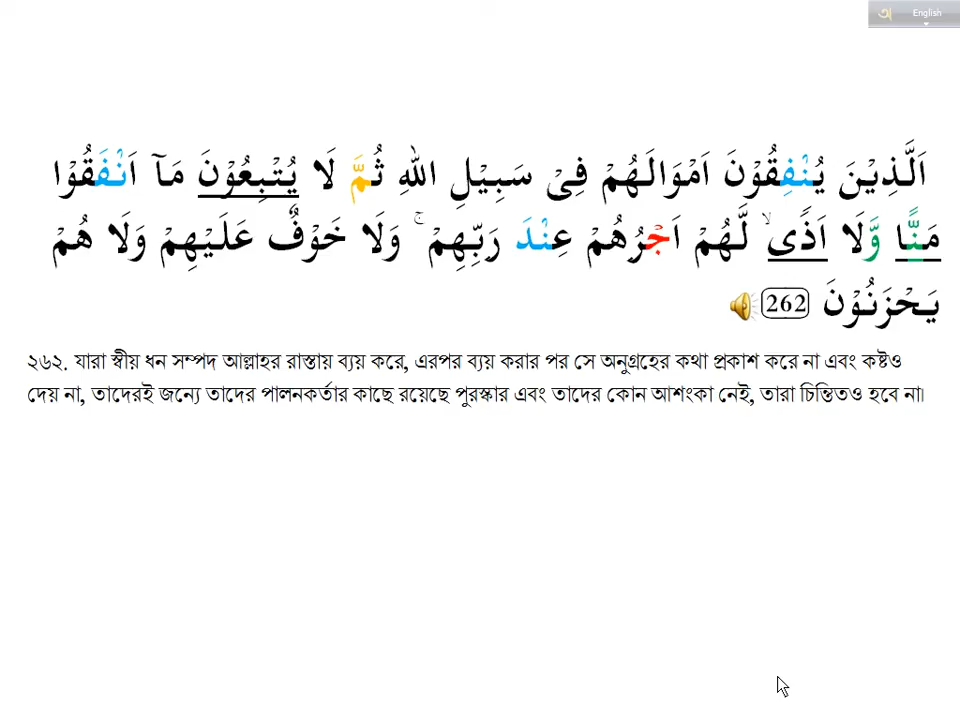 অ English
اَلَّذِيْنَ يُنْفِقُوْنَ اَمْوَالَهُمْ فِىْ سَبِيْلِ اللهِ ثُمَّ لَا يُتْبِعُوْنَ مَآ اَنْفَقُوْا
مَنًّا وَّلَا اَذًىۙ لَّهُمْ اَجْرُهُمْ عِنْدَ رَبِّهِمْۚ وَلَا خَوْفٌ عَلَيْهِمْ وَلَا هُمْ
يَحْزَنُوْنَ 262
২৬২. যারা স্বীয় ধন সম্পদ আল্লাহর রাস্তায় ব্যয় করে, এরপর ব্যয় করার পর সে অনুগ্রহের কথা প্রকাশ করে না এবং কষ্টও
দেয় না, তাদেরই জন্যে তাদের পালনকর্তার কাছে রয়েছে পুরস্কার এবং তাদের কোন আশংকা নেই, তারা চিন্তিতও হবে না।